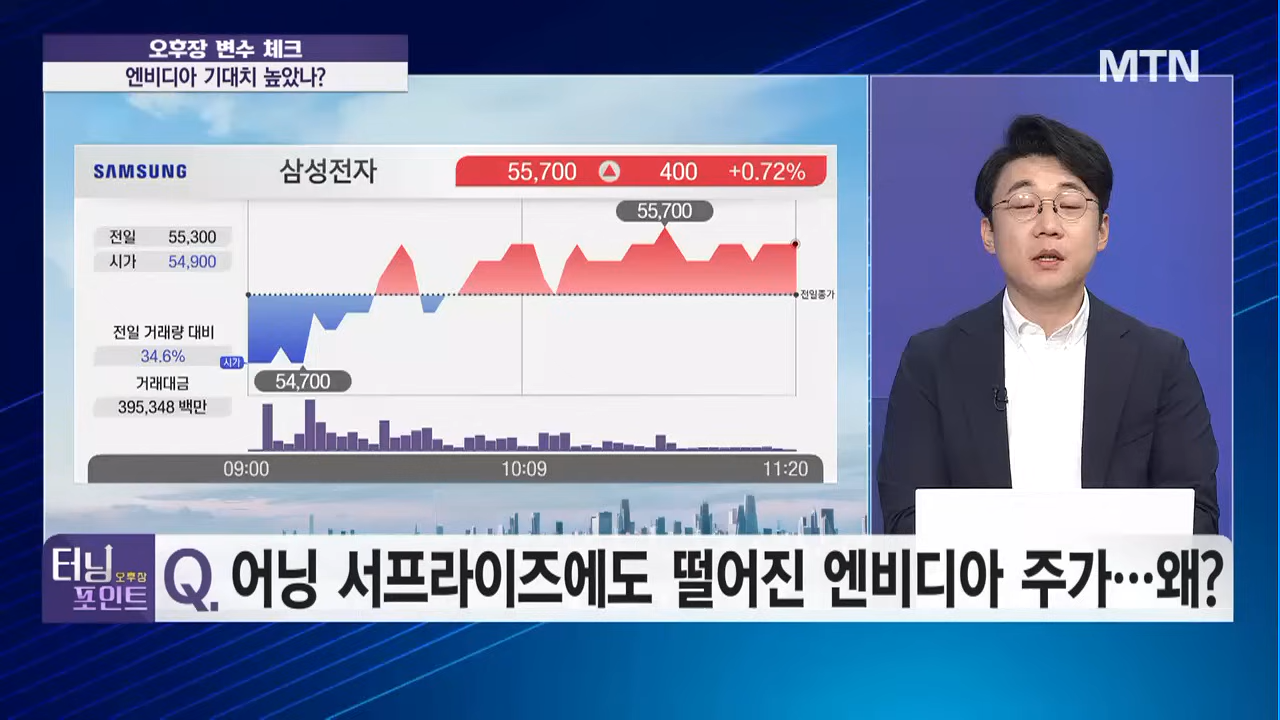 오후장 변수 체크
엔비디아 기대치 높았나?
MTN
SAMSUNG 삼성전자 55,700 400 +0.72%
55,700
전일 55,300
시가 54,900
전일종가
전일 거래량 대비
34.6%
시가
54,700
거래대금
395,348 백만
09:00 10:09 11:20
터닝 오후장 포인트
Q. 어닝 서프라이즈에도 떨어진 엔비디아 주가…왜?